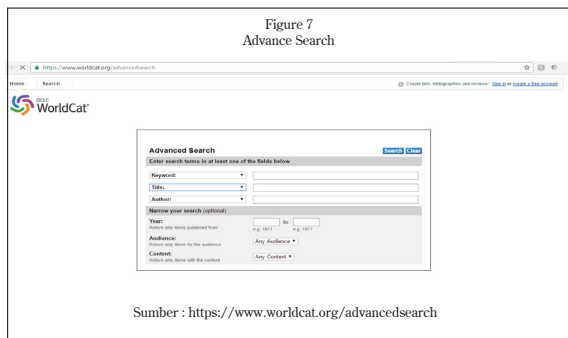 Figure 7
Advance Search
https://www.worldcat.org/advancedsearch
Home Search Create lists, bibliographies and reviews: Sign in or create a free account
OCLC
WorldCat
Advanced Search Search Clear
Enter search terms in at least one of the fields below
Keyword:
Title:
Author:
Narrow your search (optional)
Year: to:
Return only items published from e.g. 1971 e.g. 1977
Audience: Any Audience
Return only items for the audience
Content: Any Content
Return only items with the content
Sumber : https://www.worldcat.org/advancedsearch